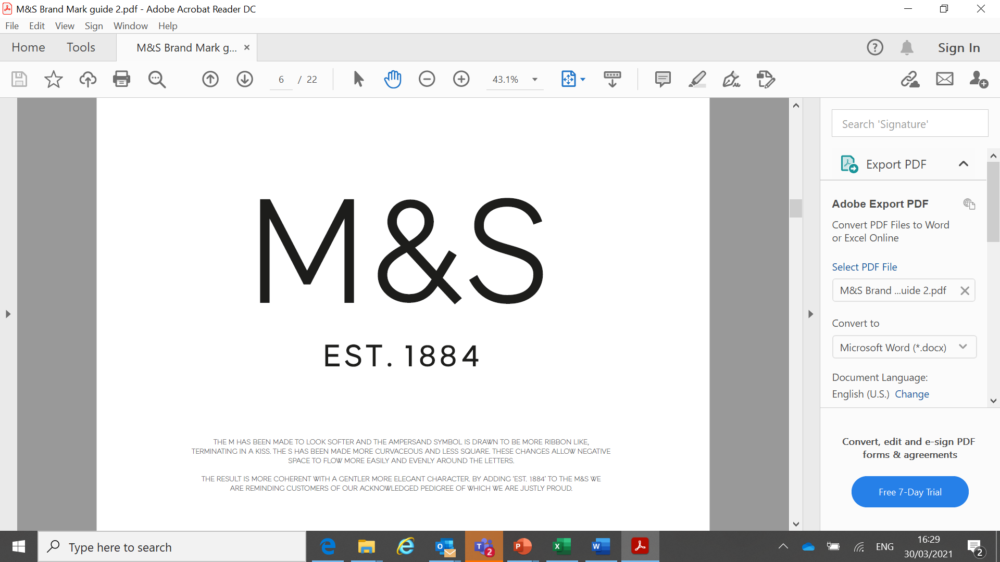 M&S Brand Mark guide 2.pdf - Adobe Acrobat Reader DC
File Edit View Sign Window Help
Home Tools M&S Brand Mark g... Sign In
6 / 22 43.1%
M&S
EST. 1884
THE M HAS BEEN MADE TO LOOK SOFTER AND THE AMPERSAND SYMBOL IS DRAWN TO BE MORE RIBBON LIKE,
TERMINATING IN A KISS. THE S HAS BEEN MADE MORE CURVACEOUS AND LESS SQUARE. THESE CHANGES ALLOW NEGATIVE
SPACE TO FLOW MORE EASILY AND EVENLY AROUND THE LETTERS.
THE RESULT IS MORE COHERENT WITH A GENTLER MORE ELEGANT CHARACTER. BY ADDING 'EST. 1884' TO THE M&S WE
ARE REMINDING CUSTOMERS OF OUR ACKNOWLEDGED PEDIGREE OF WHICH WE ARE JUSTLY PROUD.
Search 'Signature'
Export PDF
Adobe Export PDF
Convert PDF Files to Word
or Excel Online
Select PDF File
M&S Brand ...uide 2.pdf
Convert to
Microsoft Word (*.docx)
Document Language:
English (U.S.) Change
Convert, edit and e-sign PDF
forms & agreements
Free 7-Day Trial
Type here to search
ENG
16:29
30/03/2021
2